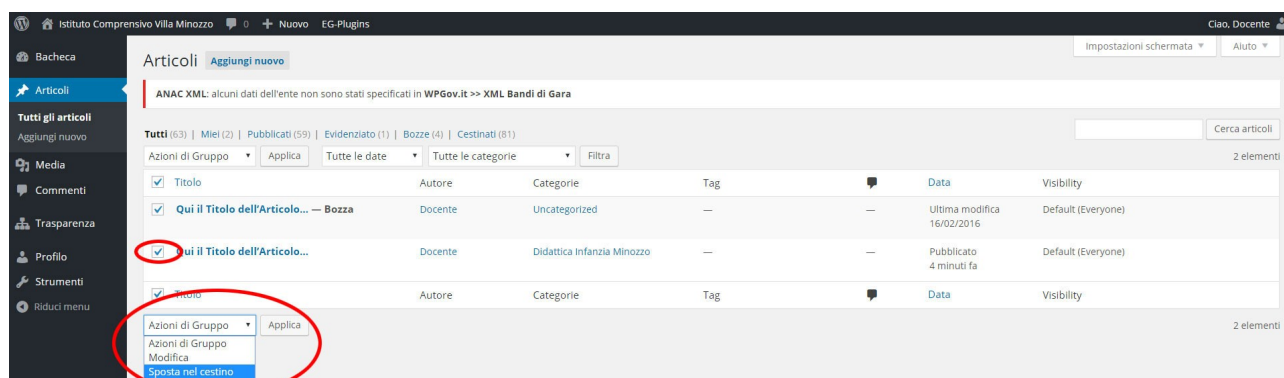 Istituto Comprensivo Villa Minozzo 0 + Nuovo EG-Plugins Ciao, Docente
Bacheca
Articoli
Tutti gli articoli
Aggiungi nuovo
Media
Commenti
Trasparenza
Profilo
Strumenti
Riduci menu
Impostazioni schermata ▼ Aiuto ▼
Articoli Aggiungi nuovo
ANAC XML: alcuni dati dell'ente non sono stati specificati in WPGov.it >> XML Bandi di Gara
Tutti (63) | Miei (2) | Pubblicati (59) | Evidenziato (1) | Bozze (4) | Cestinati (81)
Cerca articoli
Azioni di Gruppo Applica Tutte le date Tutte le categorie Filtra 2 elementi
Titolo Autore Categorie Tag Data Visibility
Qui il Titolo dell'Articolo... — Bozza Docente Uncategorized — — Ultima modifica Default (Everyone)
16/02/2016
Qui il Titolo dell'Articolo... Docente Didattica Infanzia Minozzo — — Pubblicato Default (Everyone)
4 minuti fa
Titolo Autore Categorie Tag Data Visibility
Azioni di Gruppo Applica 2 elementi
Azioni di Gruppo
Modifica
Sposta nel cestino